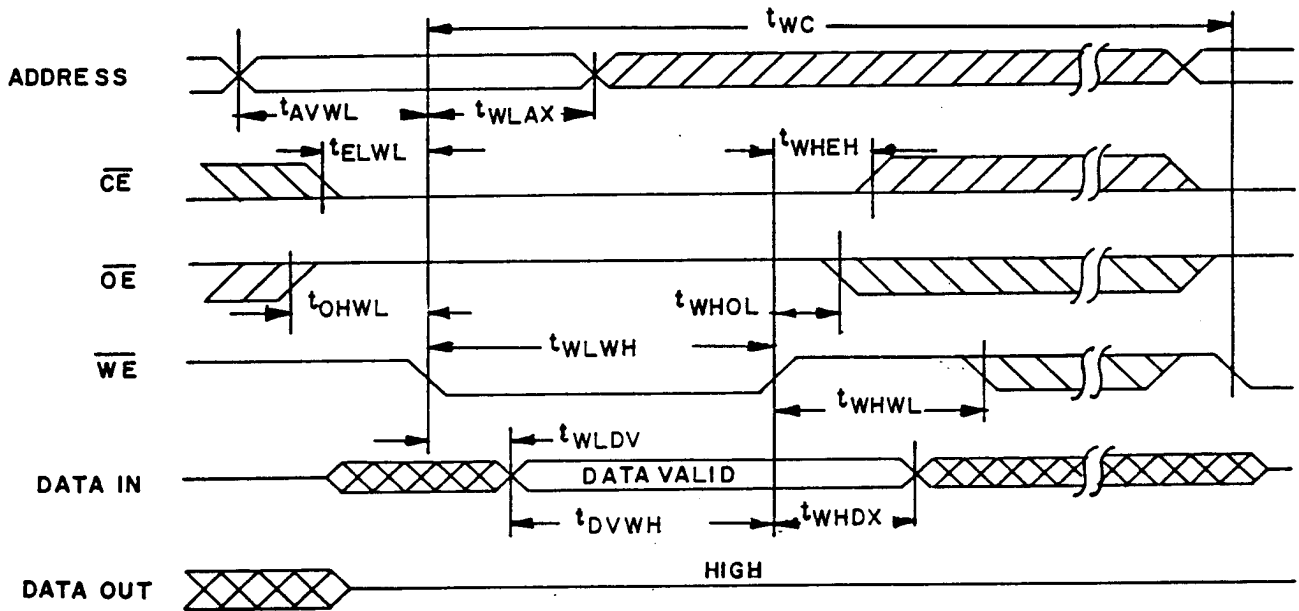 tWC
ADDRESS
tAVWL
tWLAX
tELWL
tWHEH
CE
OE
tOHWL
tWHOL
tWLWH
WE
tWHWL
tWLDV
DATA IN
DATA VALID
tDVWH
tWHDX
DATA OUT
HIGH